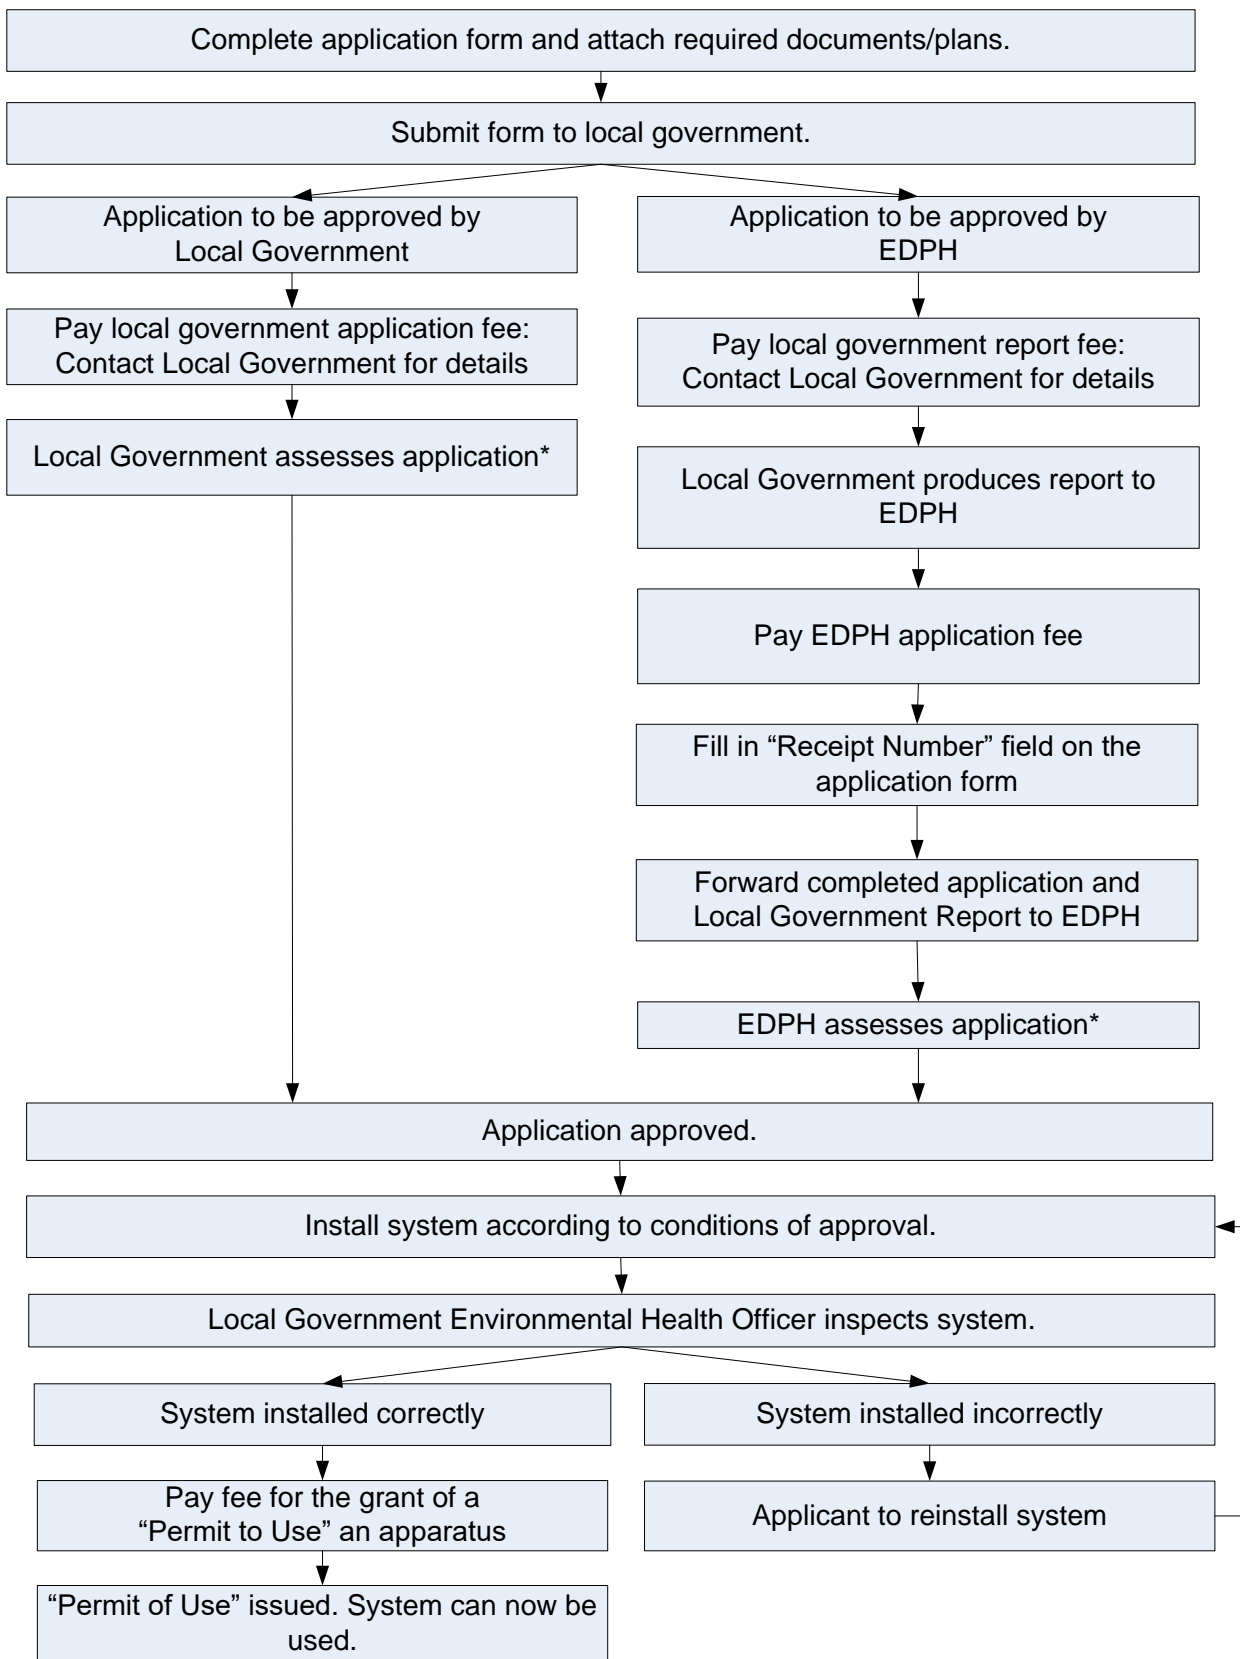 Complete application form and attach required documents/plans.
Submit form to local government.
Application to be approved by
Local Government
Pay local government application fee:
Contact Local Government for details
Local Government assesses application*
Application to be approved by
EDPH
Pay local government report fee:
Contact Local Government for details
Local Government produces report to
EDPH
Pay EDPH application fee
Fill in “Receipt Number” field on the
application form
Forward completed application and
Local Government Report to EDPH
EDPH assesses application*
Application approved.
Install system according to conditions of approval.
Local Government Environmental Health Officer inspects system.
System installed correctly
Pay fee for the grant of a
“Permit to Use” an apparatus
“Permit of Use” issued. System can now be
used.
System installed incorrectly
Applicant to reinstall system